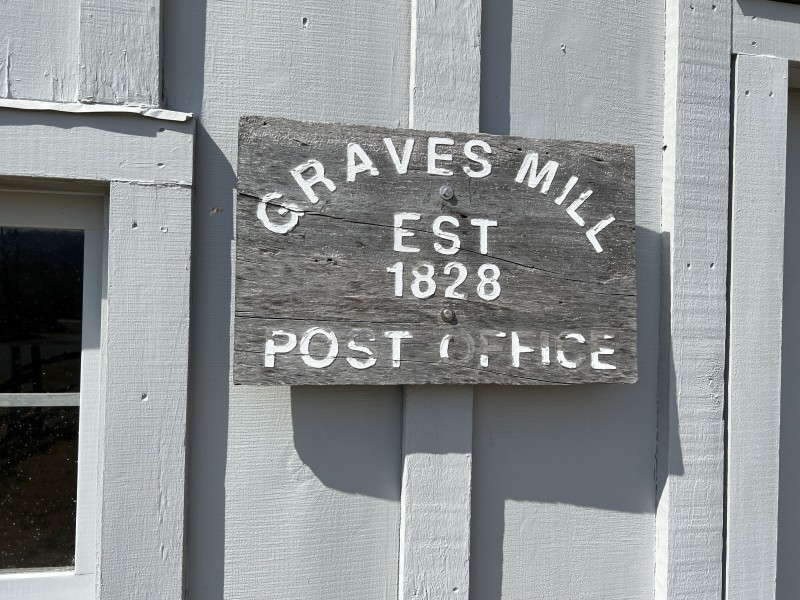 GRAVES MILL
EST
1828
POST OFFICE